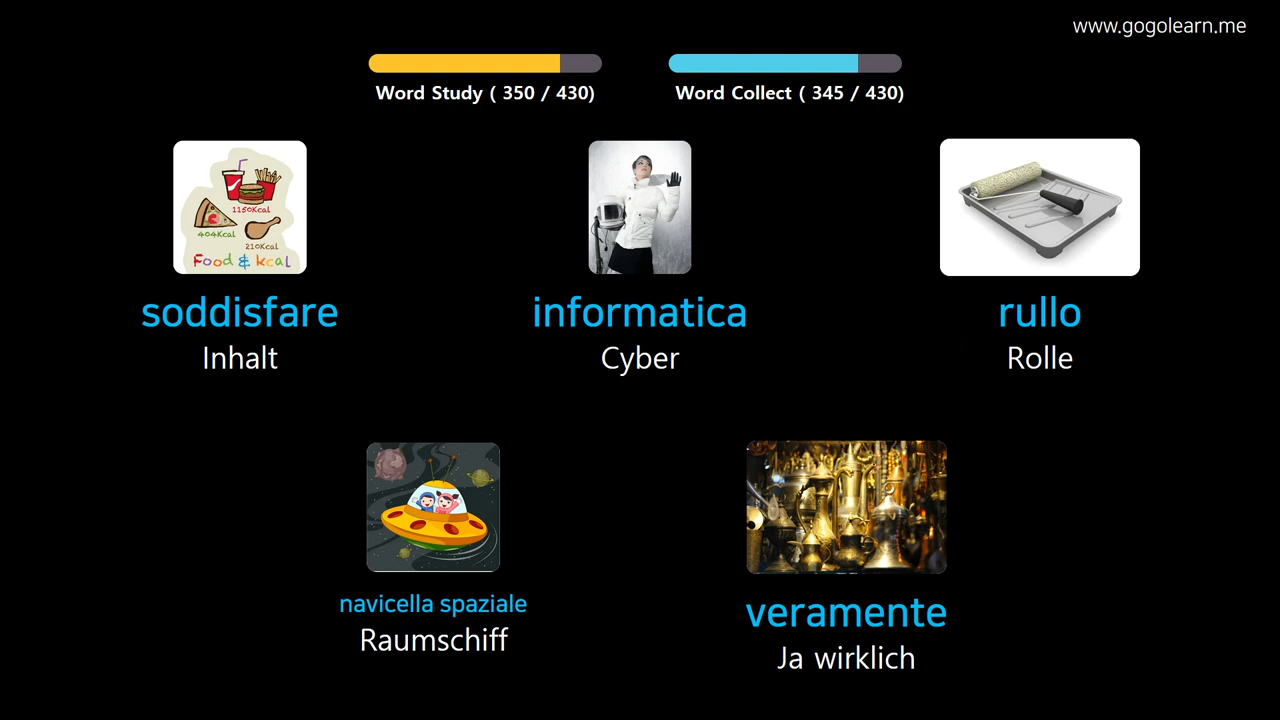 www.gogolearn.me
Word Study ( 350 / 430)
Word Collect ( 345 / 430)
1150Kcal
404Kcal
210Kcal
Food & kcal
soddisfare
Inhalt
informatica
Cyber
rullo
Rolle
navicella spaziale
Raumschiff
veramente
Ja wirklich